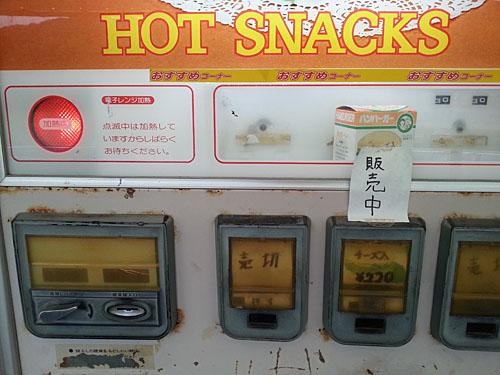 HOT SNACKS
おすすめコーナー
おすすめコーナー
おすすめコーナー
電子レンジ加熱
加熱中
点滅中は加熱して
いますからしばらく
お待ちください。
ハンバーガー
販売中
売切
チーズ入
¥220
売